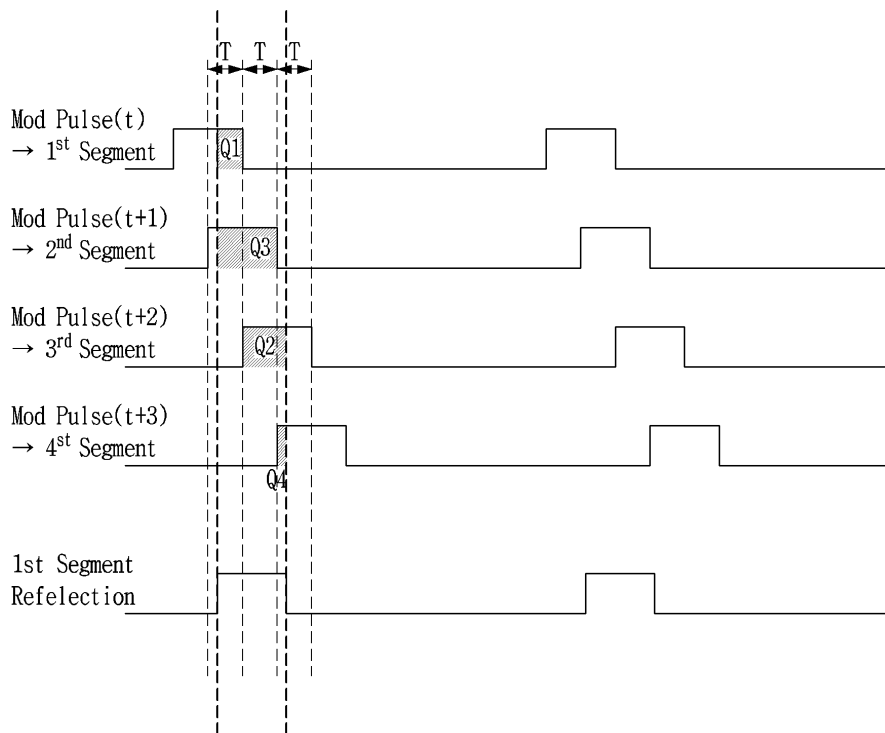 T T T
Mod Pulse(t)
→ 1st Segment
Q1
Mod Pulse(t+1)
→ 2nd Segment
Q3
Mod Pulse(t+2)
→ 3rd Segment
Q2
Mod Pulse(t+3)
→ 4st Segment
Q4
1st Segment
Refelection